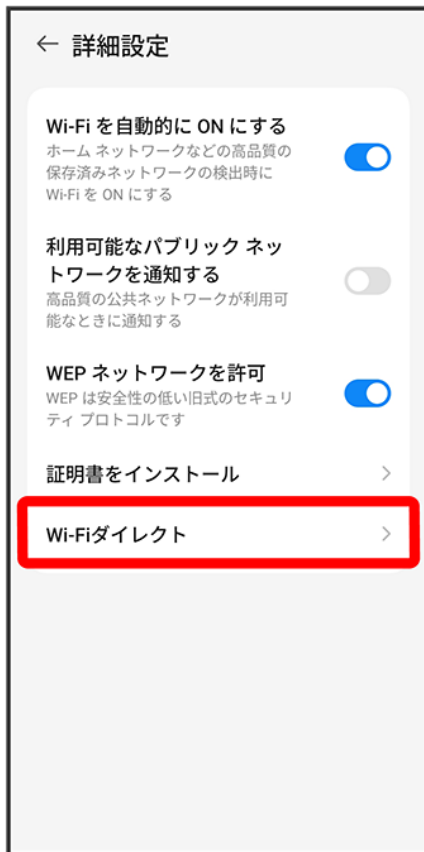 詳細設定
Wi-Fi を自動的に ON にする
ホーム ネットワークなどの高品質の
保存済みネットワークの検出時に
Wi-Fi を ON にする
利用可能なパブリック ネッ
トワークを通知する
高品質の公共ネットワークが利用可
能なときに通知する
WEP ネットワークを許可
WEP は安全性の低い旧式のセキュリ
ティ プロトコルです
証明書をインストール
Wi-Fiダイレクト